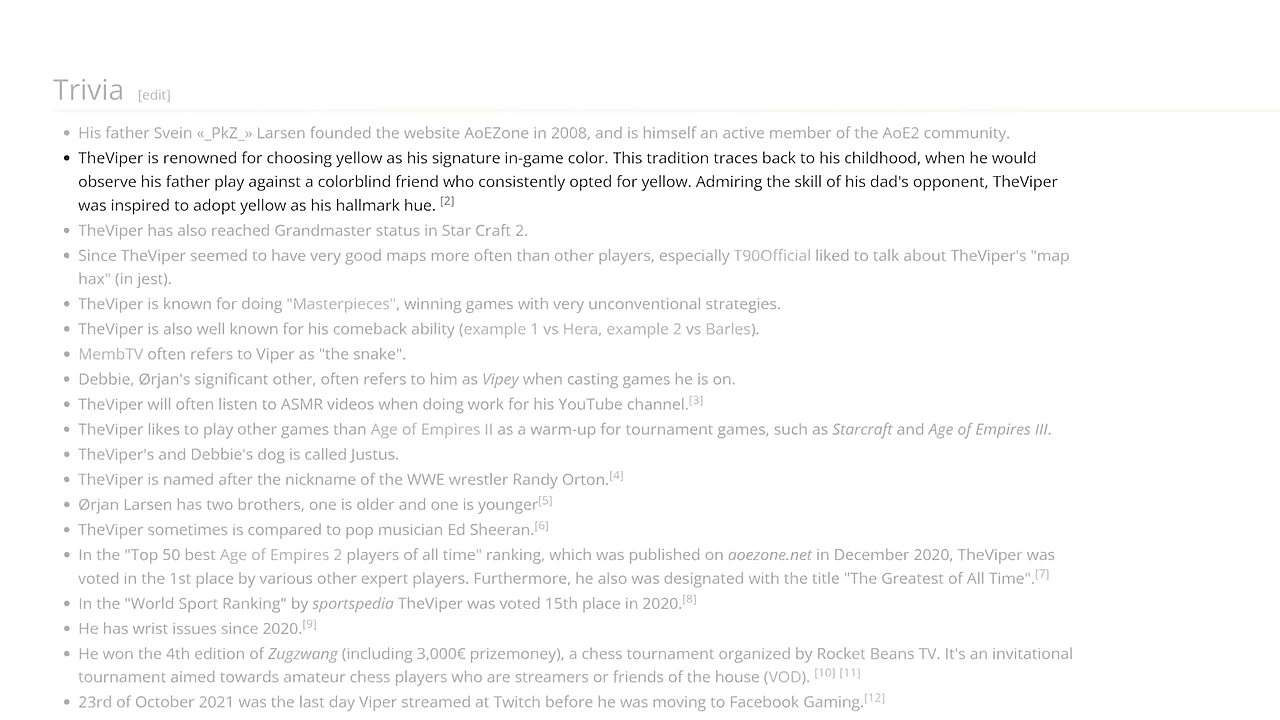 Trivia [edit]
His father Svein «_PkZ_» Larsen founded the website AoEZone in 2008, and is himself an active member of the AoE2 community.
TheViper is renowned for choosing yellow as his signature in-game color. This tradition traces back to his childhood, when he would
observe his father play against a colorblind friend who consistently opted for yellow. Admiring the skill of his dad's opponent, TheViper
was inspired to adopt yellow as his hallmark hue. [2]
TheViper has also reached Grandmaster status in Star Craft 2.
Since TheViper seemed to have very good maps more often than other players, especially T90Official liked to talk about TheViper's "map
hax" (in jest).
TheViper is known for doing "Masterpieces", winning games with very unconventional strategies.
TheViper is also well known for his comeback ability (example 1 vs Hera, example 2 vs Barles).
MembTV often refers to Viper as "the snake".
Debbie, Ørjan's significant other, often refers to him as Vipey when casting games he is on.
TheViper will often listen to ASMR videos when doing work for his YouTube channel.[3]
TheViper likes to play other games than Age of Empires II as a warm-up for tournament games, such as Starcraft and Age of Empires III.
TheViper's and Debbie's dog is called Justus.
TheViper is named after the nickname of the WWE wrestler Randy Orton.[4]
Ørjan Larsen has two brothers, one is older and one is younger[5]
TheViper sometimes is compared to pop musician Ed Sheeran.[6]
In the "Top 50 best Age of Empires 2 players of all time" ranking, which was published on aoezone.net in December 2020, TheViper was
voted in the 1st place by various other expert players. Furthermore, he also was designated with the title "The Greatest of All Time".[7]
In the "World Sport Ranking" by sportspedia TheViper was voted 15th place in 2020.[8]
He has wrist issues since 2020.[9]
He won the 4th edition of Zugzwang (including 3,000€ prizemoney), a chess tournament organized by Rocket Beans TV. It's an invitational
tournamant aimed towards amateur chess players who are streamers or friends of the house (VOD). [10] [11]
23rd of October 2021 was the last day Viper streamed at Twitch before he was moving to Facebook Gaming.[12]